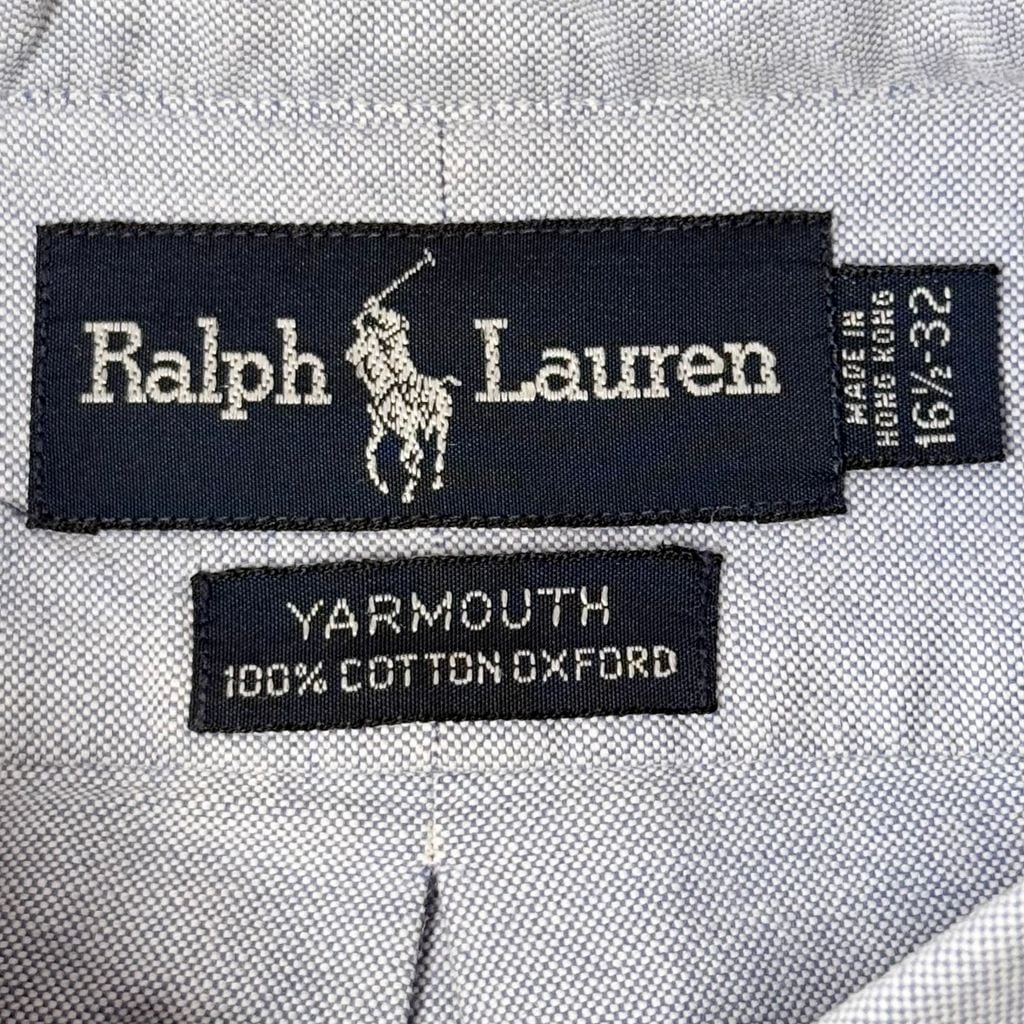 Ralph Lauren
MADE IN
HONG KONG
16½-32
YARMOUTH
100% COTTON OXFORD